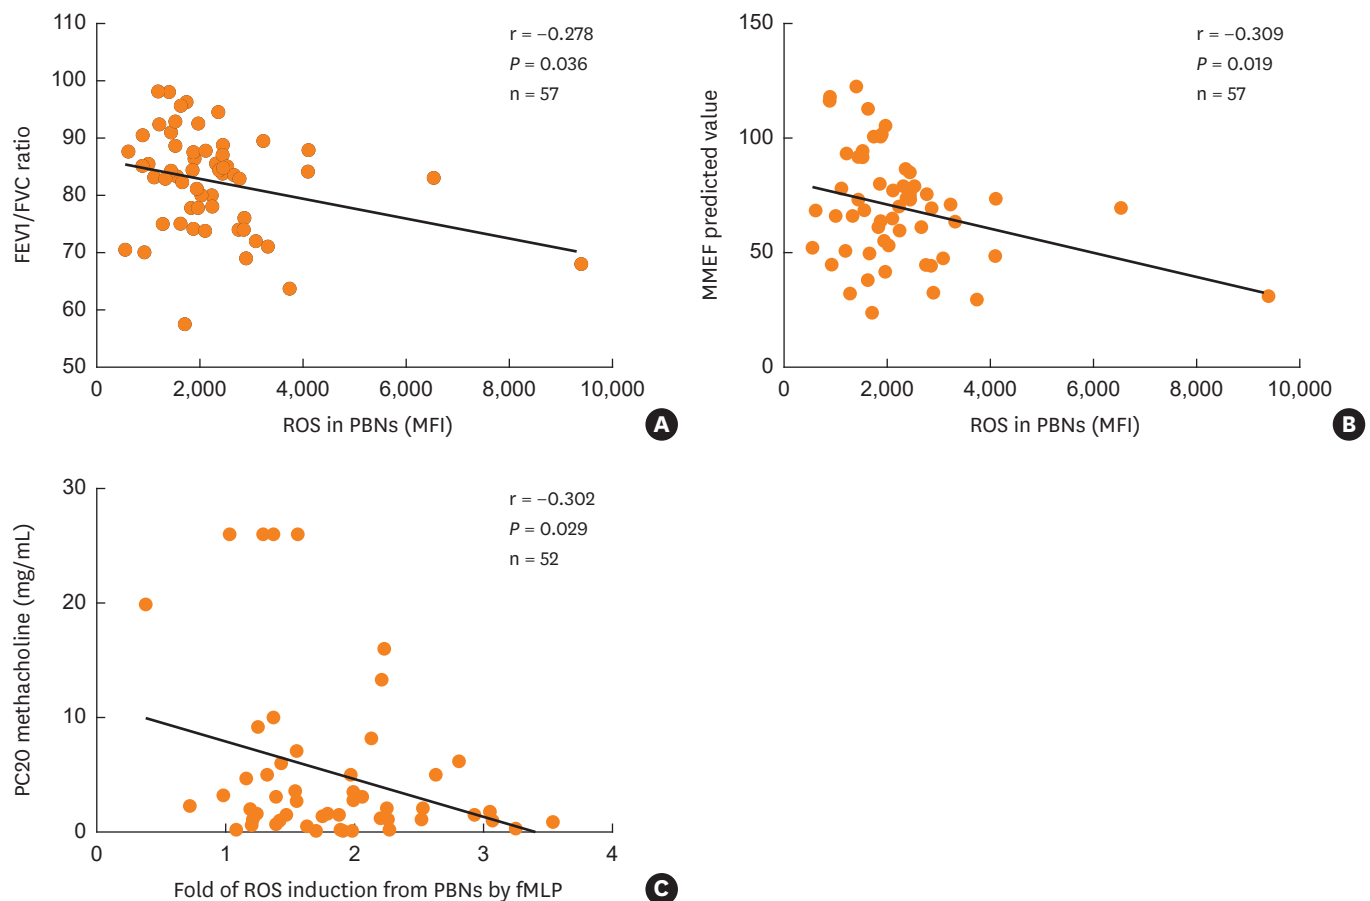 110
100
90
80
70
60
50
FEV1/FVC ratio
r = −0.278
P = 0.036
n = 57
0
2,000
4,000
6,000
8,000
10,000
ROS in PBNs (MFI)
A
150
100
50
0
MMEF predicted value
r = −0.309
P = 0.019
n = 57
0
2,000
4,000
6,000
8,000
10,000
ROS in PBNs (MFI)
B
30
20
10
0
PC20 methacholine (mg/mL)
r = −0.302
P = 0.029
n = 52
0
1
2
3
4
Fold of ROS induction from PBNs by fMLP
C